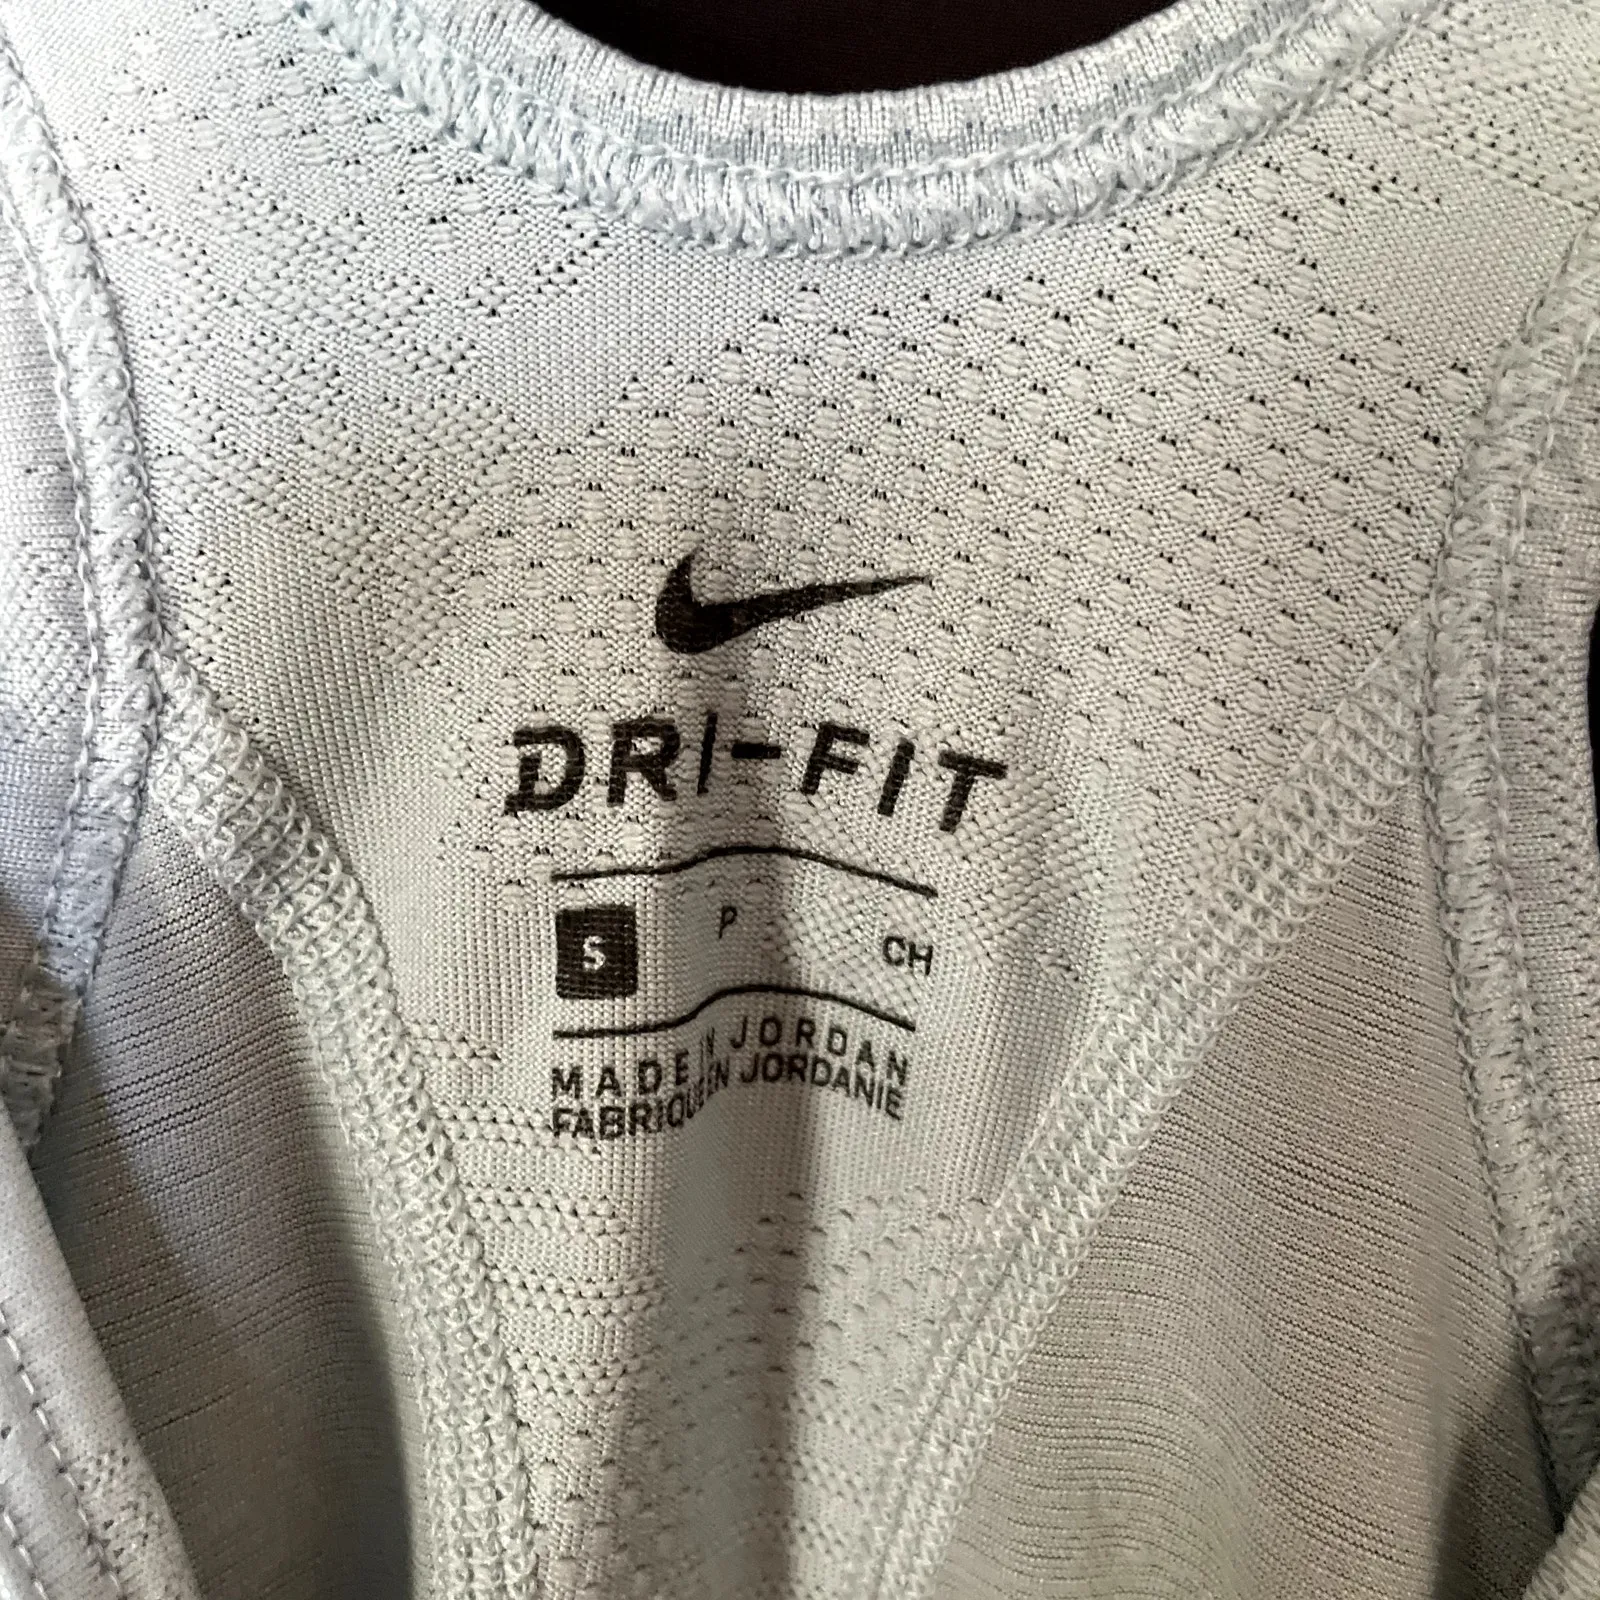 DRI-FIT
S P CH
MADE IN JORDAN
FABRIQUE EN JORDANIE